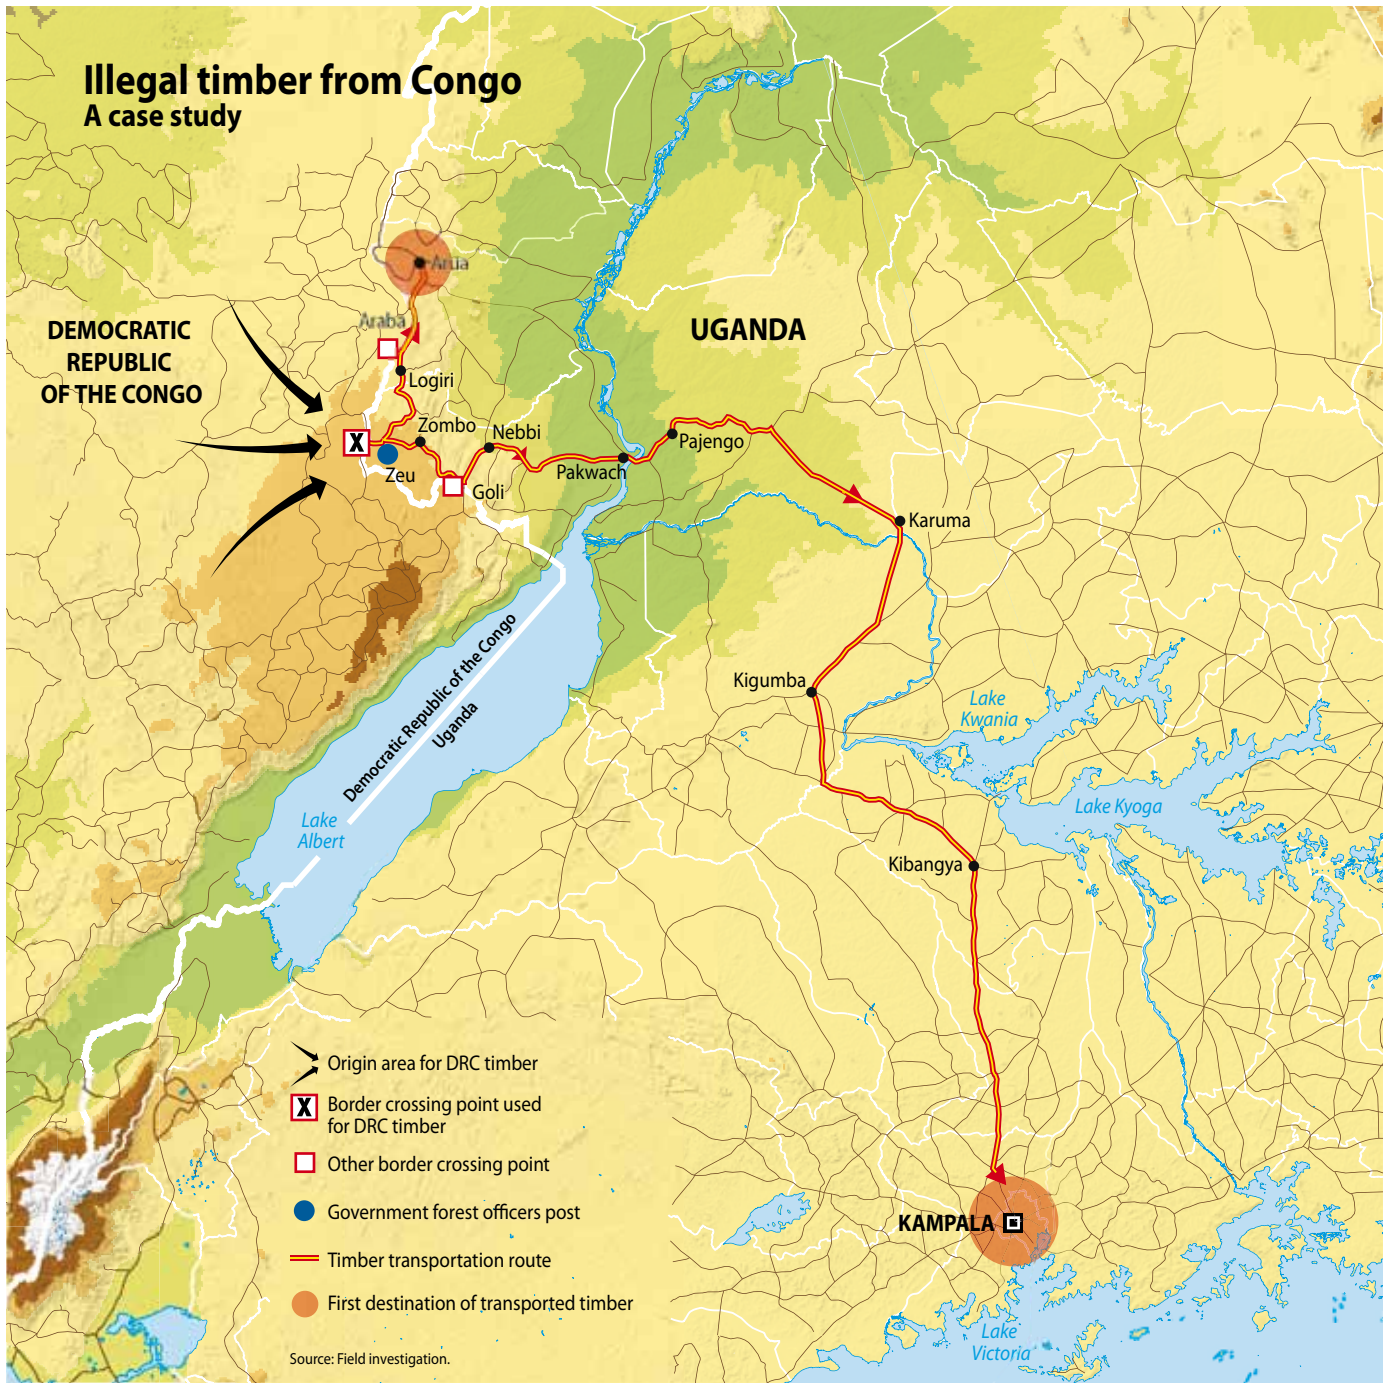 Illegal timber from Congo
A case study
Arua
Araba
DEMOCRATIC
REPUBLIC
OF THE CONGO
UGANDA
Logiri
Zombo
Nebbi
Pajengo
X
Zeu
Goli
Pakwach
Karuma
Democratic Republic of the Congo
Uganda
Kigumba
Lake
Kwania
Lake Kyoga
Lake
Albert
Kibangya
Origin area for DRC timber
X
Border crossing point used
for DRC timber
Other border crossing point
Government forest officers post
Timber transportation route
First destination of transported timber
KAMPALA
Lake
Victoria
Source: Field investigation.